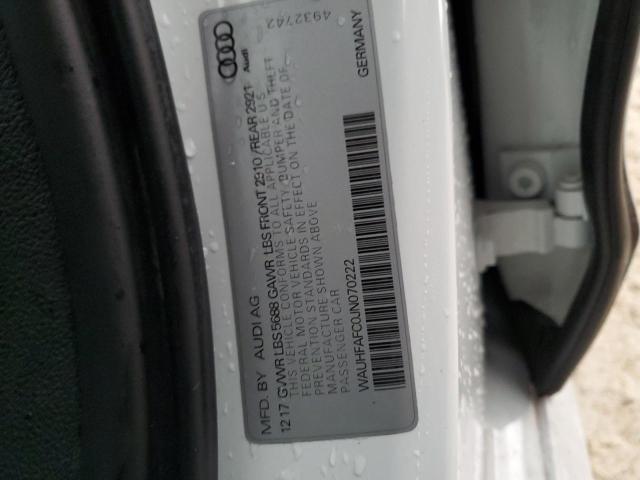 MFD. BY AUDI AG
12 17 GVWR LBS 5688 GAWR LBS FRONT 2910 / REAR 2921
THIS VEHICLE CONFORMS TO ALL APPLICABLE U S
FEDERAL MOTOR VEHICLE SAFETY, BUMPER AND THEFT
PREVENTION STANDARDS IN EFFECT ON THE DATE OF
MANUFACTURE SHOWN ABOVE
PASSENGER CAR
WAUHFAFC0JN070222
GERMANY
Audi
4932742